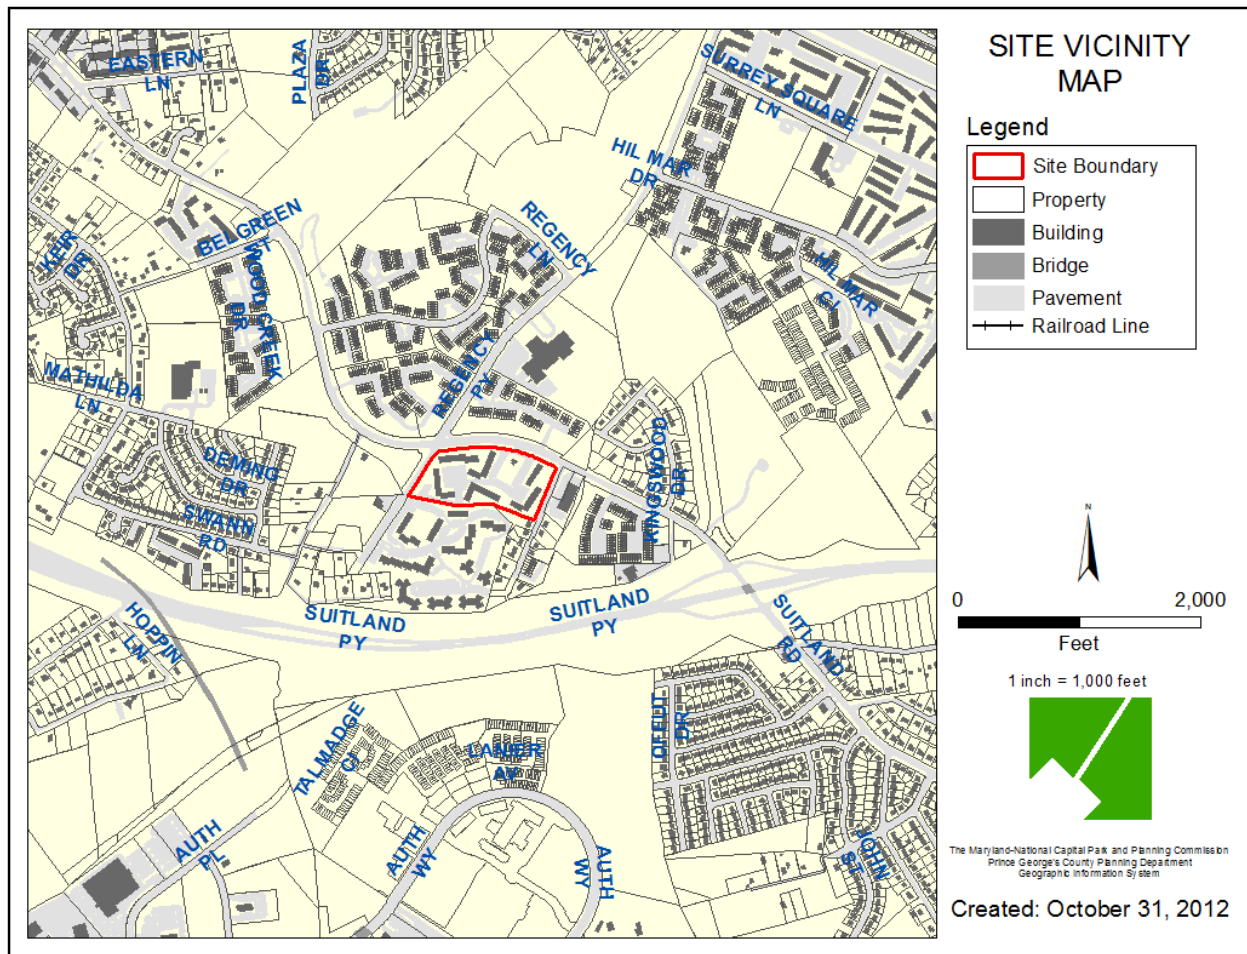 SITE VICINITY
MAP
Legend
Site Boundary
Property
Building
Bridge
Pavement
Railroad Line
N
0 2,000
Feet
1 inch = 1,000 feet
The Maryland-National Capital Park and Planning Commission
Prince George's County Planning Department
Geographic Information System
Created: October 31, 2012
EASTERN
LN
PLAZA
DR
SURREY SQUARE
LN
HIL MAR
DR
BELGREEN
ST
KEIR
DR
WOOD CREEK
DR
REGENCY
LN
HIL MAR
CI
REGENCY
PY
MATHILDA
LN
DEMING
DR
KINGSWOOD
DR
SWANN
RD
SUITLAND
PY
SUITLAND
PY
SUITLAND
RD
HOPPIN
LN
TALMADGE
CI
LANIER
AV
OFFUT
DR
AUTH
PL
AUTH
WY
AUTH
WY
JOHN
ST